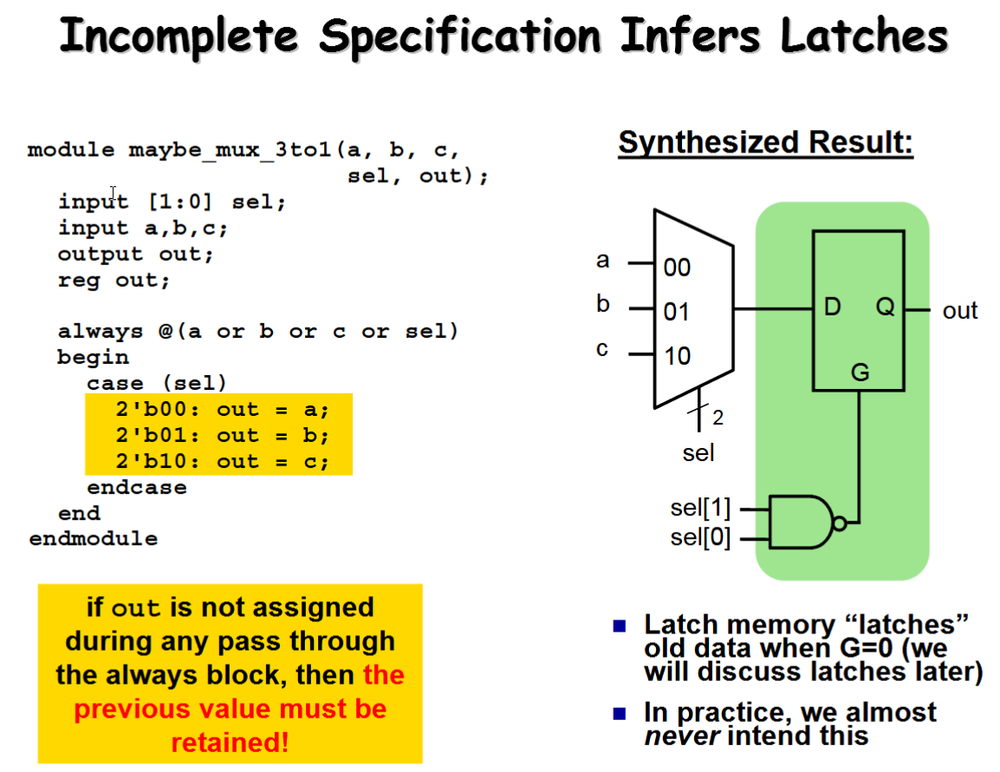 Incomplete Specification Infers Latches
module maybe_mux_3to1(a, b, c,
sel, out);
input [1:0] sel;
input a,b,c;
output out;
reg out;
always @(a or b or c or sel)
begin
case (sel)
2'b00: out = a;
2'b01: out = b;
2'b10: out = c;
endcase
end
endmodule
if out is not assigned
during any pass through
the always block, then the
previous value must be
retained!
Synthesized Result:
a
00
b
01
c
10
2
sel
D
Q
G
out
sel[1]
sel[0]
Latch memory “latches”
old data when G=0 (we
will discuss latches later)
In practice, we almost
never intend this